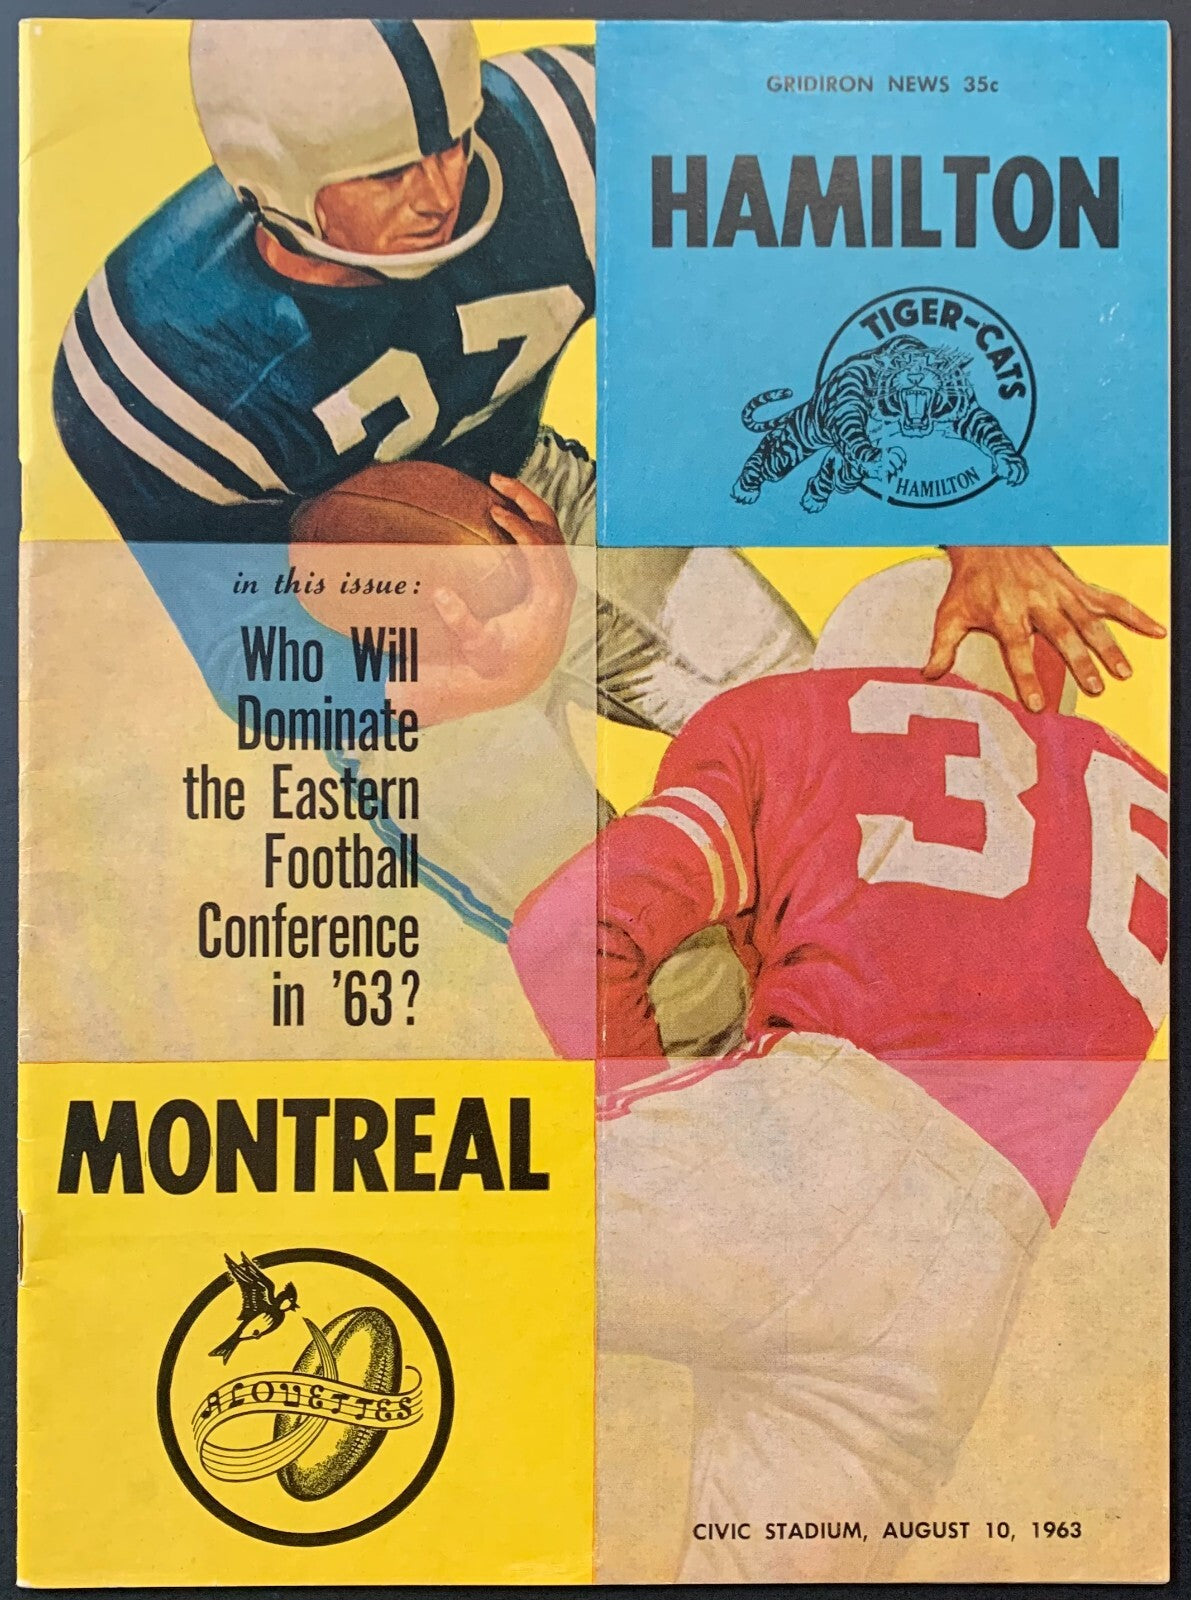 GRIDIRON NEWS 35c
HAMILTON
TIGER-CATS
HAMILTON
27
in this issue:
Who Will
Dominate
the Eastern
Football
Conference
in '63?
36
MONTREAL
ALOUETTES
CIVIC STADIUM, AUGUST 10, 1963